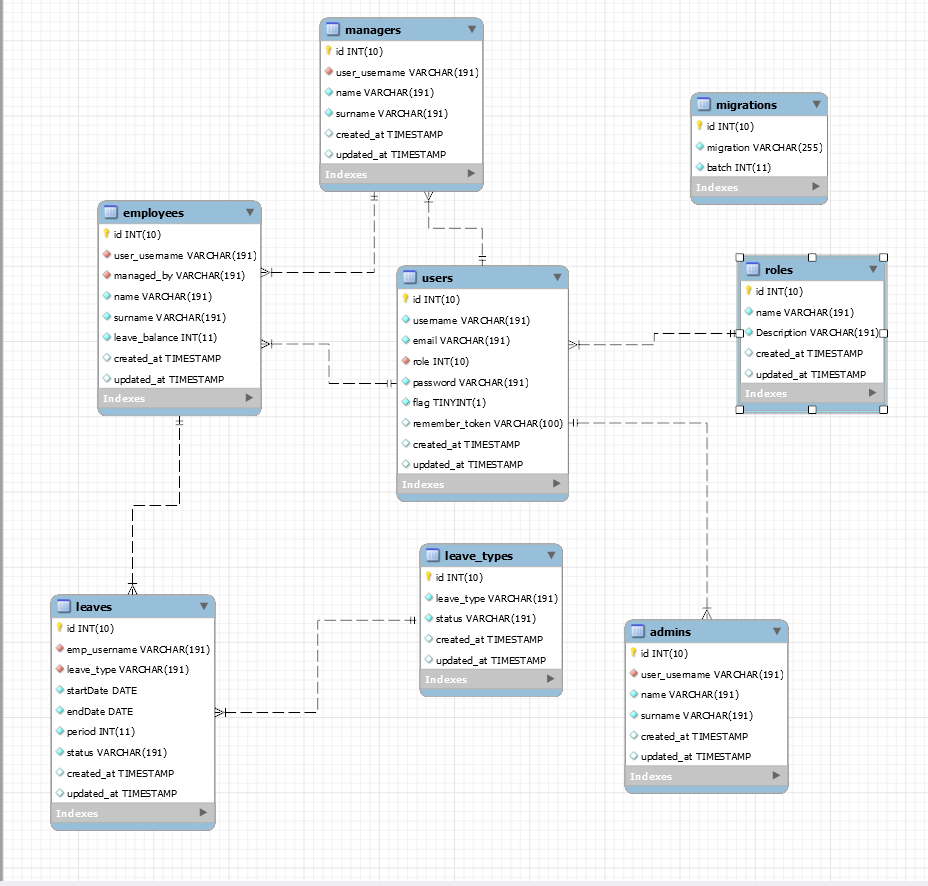 managers
id INT(10)
user_username VARCHAR(191)
name VARCHAR(191)
surname VARCHAR(191)
created_at TIMESTAMP
updated_at TIMESTAMP
Indexes
migrations
id INT(10)
migration VARCHAR(255)
batch INT(11)
Indexes
employees
id INT(10)
user_username VARCHAR(191)
managed_by VARCHAR(191)
name VARCHAR(191)
surname VARCHAR(191)
leave_balance INT(11)
created_at TIMESTAMP
updated_at TIMESTAMP
Indexes
users
id INT(10)
username VARCHAR(191)
email VARCHAR(191)
role INT(10)
password VARCHAR(191)
flag TINYINT(1)
remember_token VARCHAR(100)
created_at TIMESTAMP
updated_at TIMESTAMP
Indexes
roles
id INT(10)
name VARCHAR(191)
Description VARCHAR(191)
created_at TIMESTAMP
updated_at TIMESTAMP
Indexes
leave_types
id INT(10)
leave_type VARCHAR(191)
status VARCHAR(191)
created_at TIMESTAMP
updated_at TIMESTAMP
Indexes
leaves
id INT(10)
emp_username VARCHAR(191)
leave_type VARCHAR(191)
startDate DATE
endDate DATE
period INT(11)
status VARCHAR(191)
created_at TIMESTAMP
updated_at TIMESTAMP
Indexes
admins
id INT(10)
user_username VARCHAR(191)
name VARCHAR(191)
surname VARCHAR(191)
created_at TIMESTAMP
updated_at TIMESTAMP
Indexes